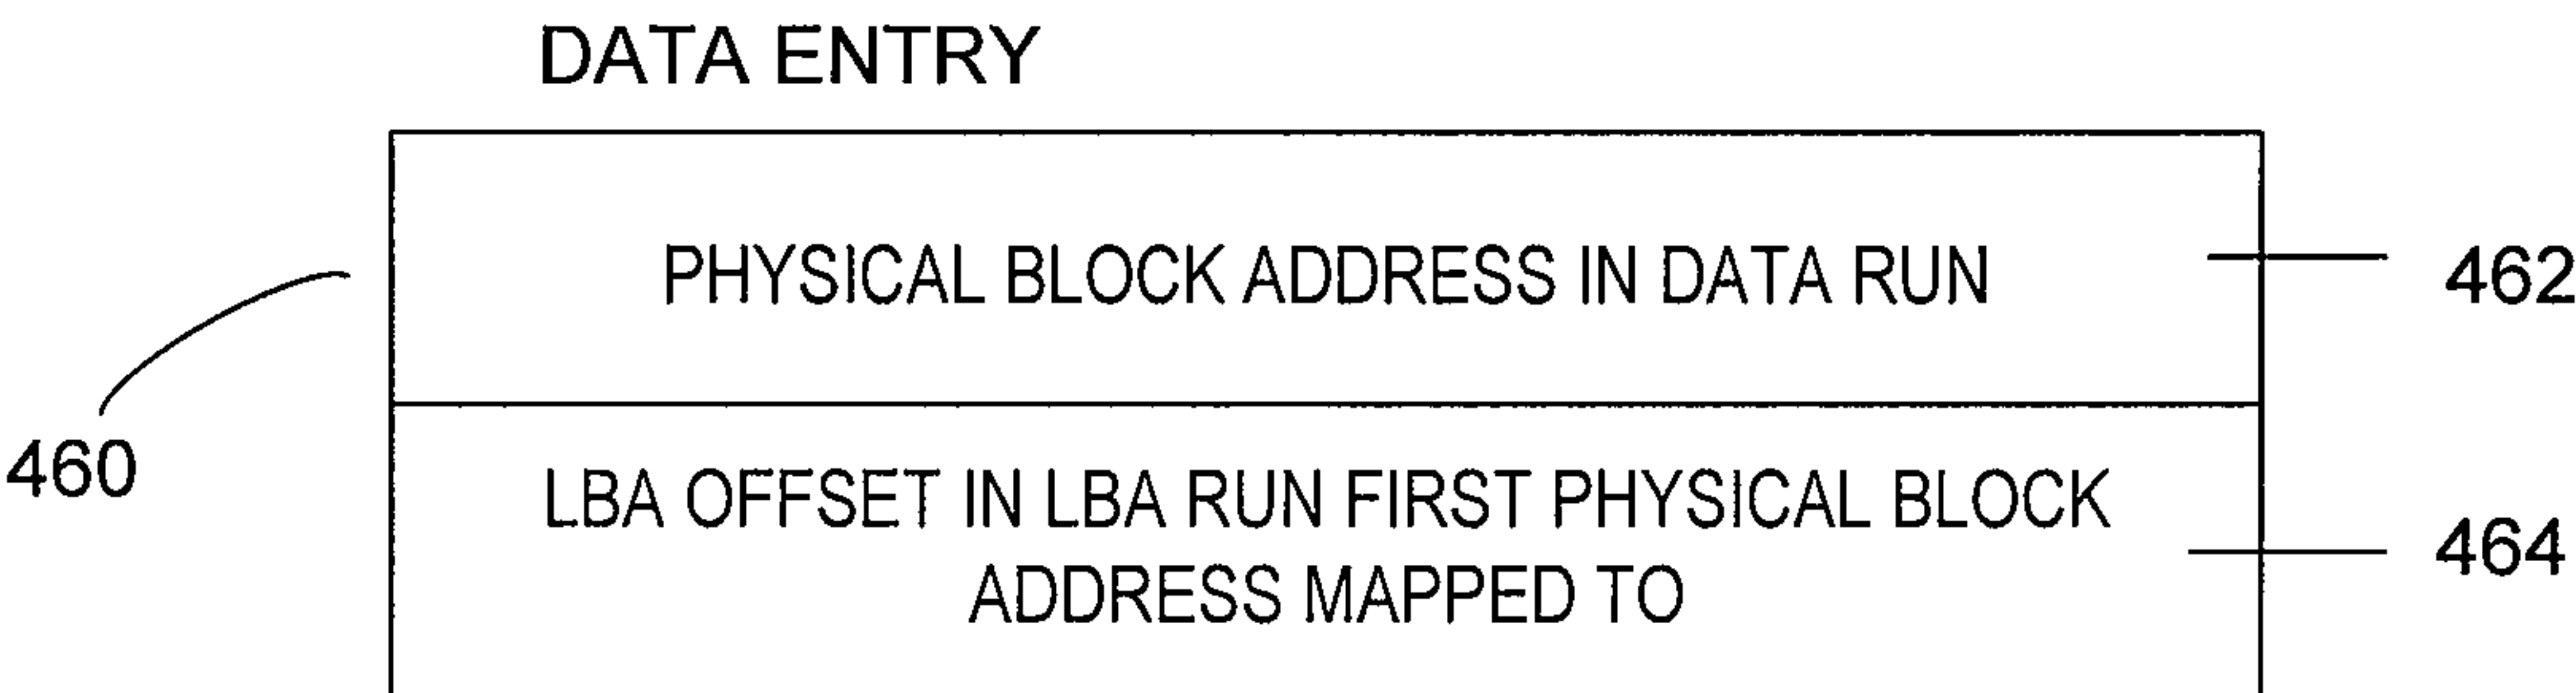 DATA ENTRY
PHYSICAL BLOCK ADDRESS IN DATA RUN
462
460
LBA OFFSET IN LBA RUN FIRST PHYSICAL BLOCK
ADDRESS MAPPED TO
464